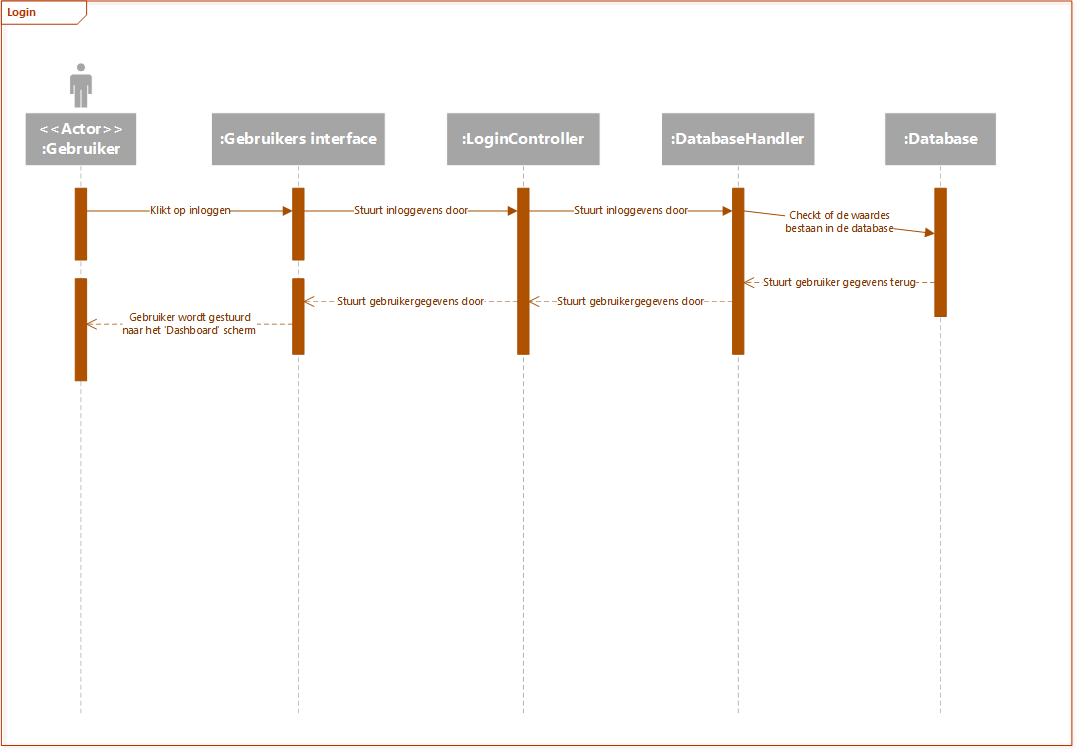 Login
<<Actor>>
:Gebruiker
:Gebruikers interface
:LoginController
:DatabaseHandler
:Database
Klikt op inloggen
Stuurt inloggevens door
Stuurt inloggevens door
Checkt of de waardes
bestaan in de database
Stuurt gebruiker gegevens terug
Stuurt gebruikergegevens door
Stuurt gebruikergegevens door
Gebruiker wordt gestuurd
naar het 'Dashboard' scherm